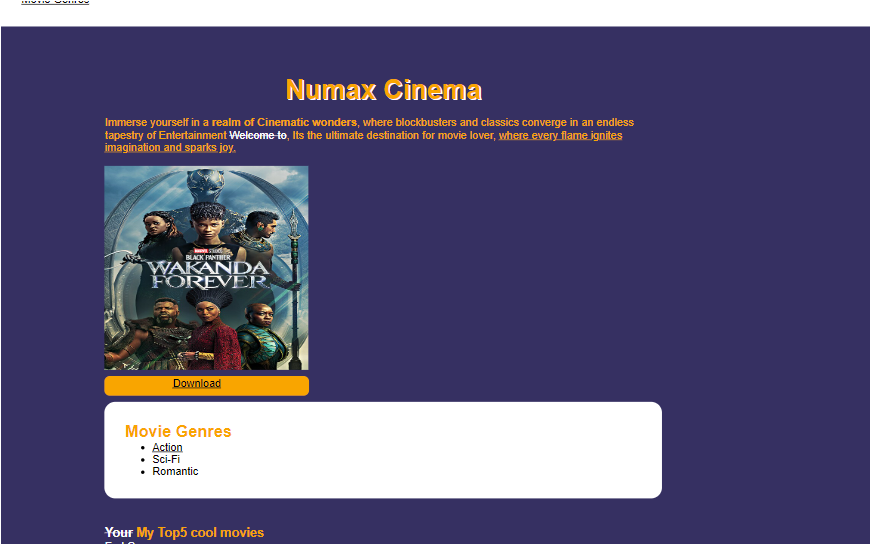 Movie Genres
Numax Cinema
Immerse yourself in a realm of Cinematic wonders, where blockbusters and classics converge in an endless
tapestry of Entertainment Welcome to, Its the ultimate destination for movie lover, where every flame ignites
imagination and sparks joy.
MARVEL STUDIOS
BLACK PANTHER
WAKANDA
FOREVER
Download
Movie Genres
Action
Sci-Fi
Romantic
Your My Top5 cool movies